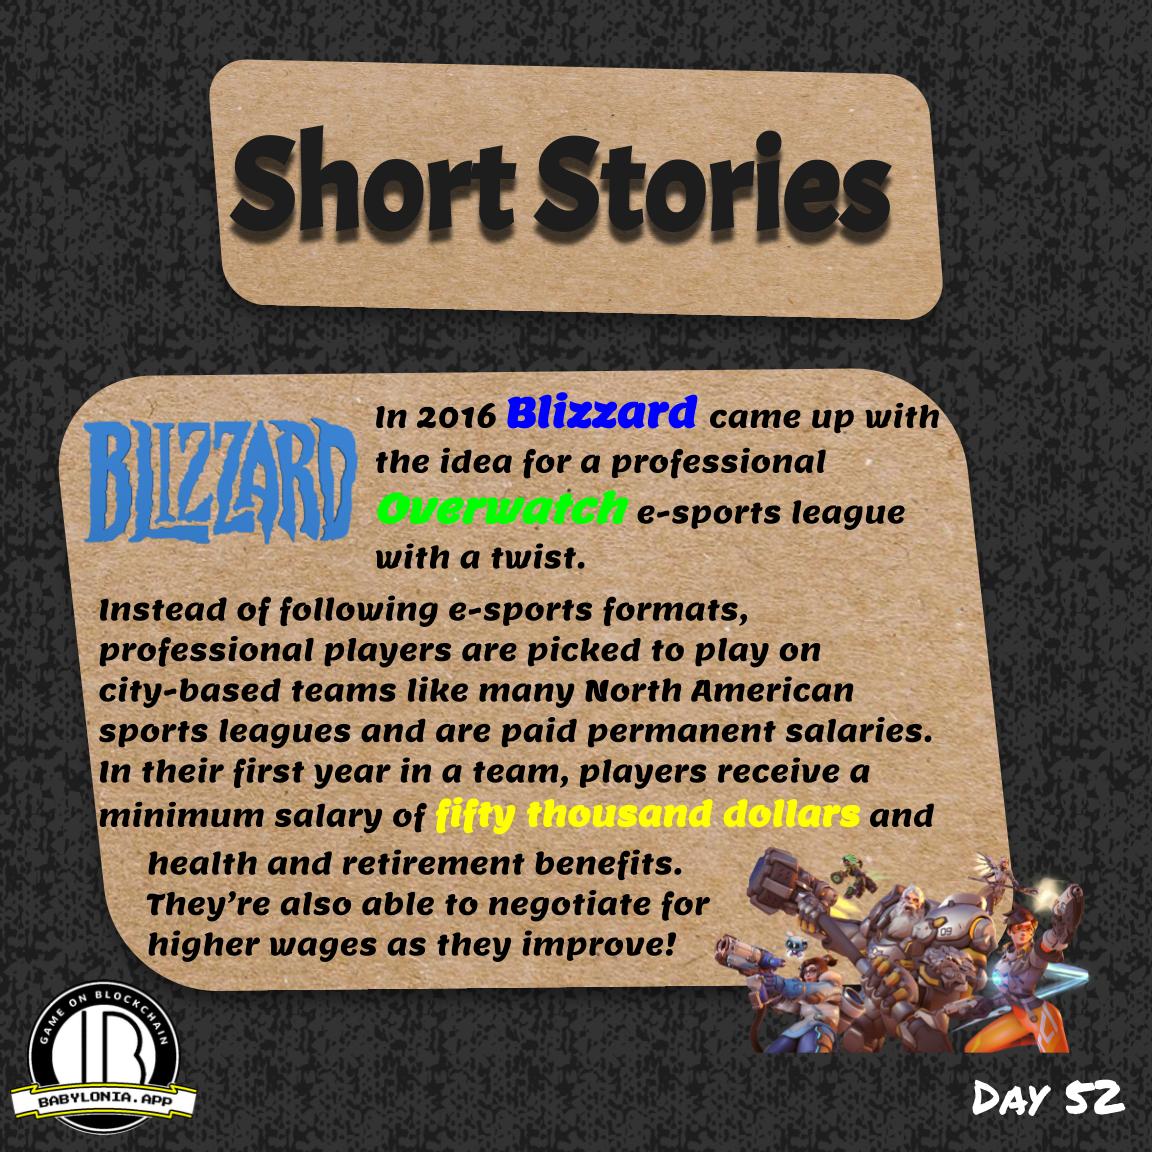 Short Stories
BLIZZARD
In 2016 Blizzard came up with
the idea for a professional
Overwatch e-sports league
with a twist.
Instead of following e-sports formats,
professional players are picked to play on
city-based teams like many North American
sports leagues and are paid permanent salaries.
In their first year in a team, players receive a
minimum salary of fifty thousand dollars and
health and retirement benefits.
They're also able to negotiate for
higher wages as they improve!
09
GAME ON BLOCKCHAIN
B
BABYLONIA.APP
Day 52